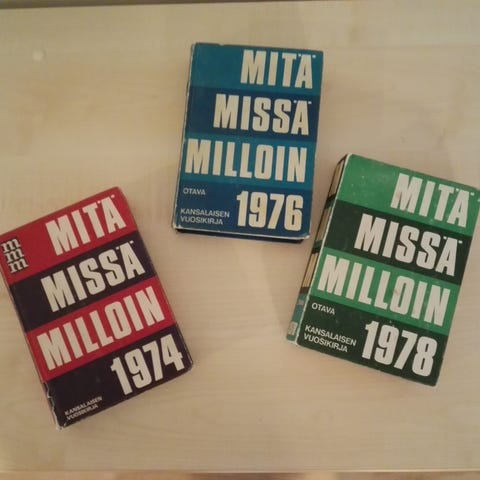 mmm
MITÄ
MISSÄ
MILLOIN
1974
KANSALAISEN
VUOSIKIRJA
MITÄ
MISSÄ
MILLOIN
OTAVA
KANSALAISEN
VUOSIKIRJA
1976
MITÄ
MISSÄ
MILLOIN
OTAVA
KANSALAISEN
VUOSIKIRJA
1978